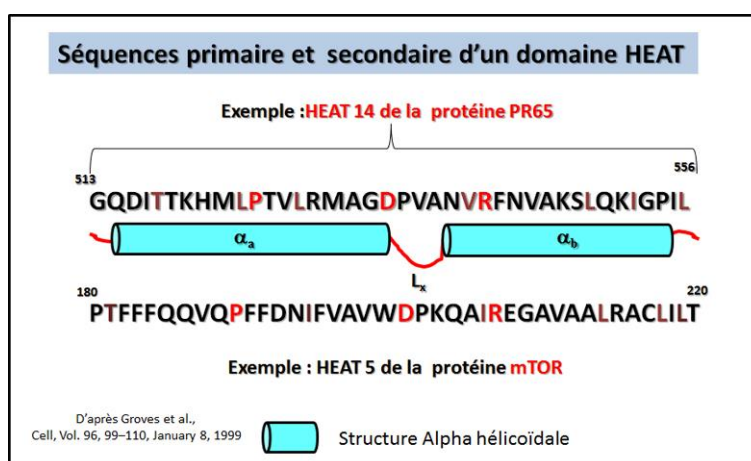 Séquences primaire et secondaire d'un domaine HEAT
Exemple :HEAT 14 de la protéine PR65
513 556
GQDITTKHMLPTVLRMAGDPVANVRFNVAKSLQKIGPIL
αa αb
Lx
180 220
PTFFFQQVQPFFDNIFVAVWDPKQAIREGAVAALRACLILT
Exemple : HEAT 5 de la protéine mTOR
D'après Groves et al.,
Cell, Vol. 96, 99–110, January 8, 1999
Structure Alpha hélicoïdale